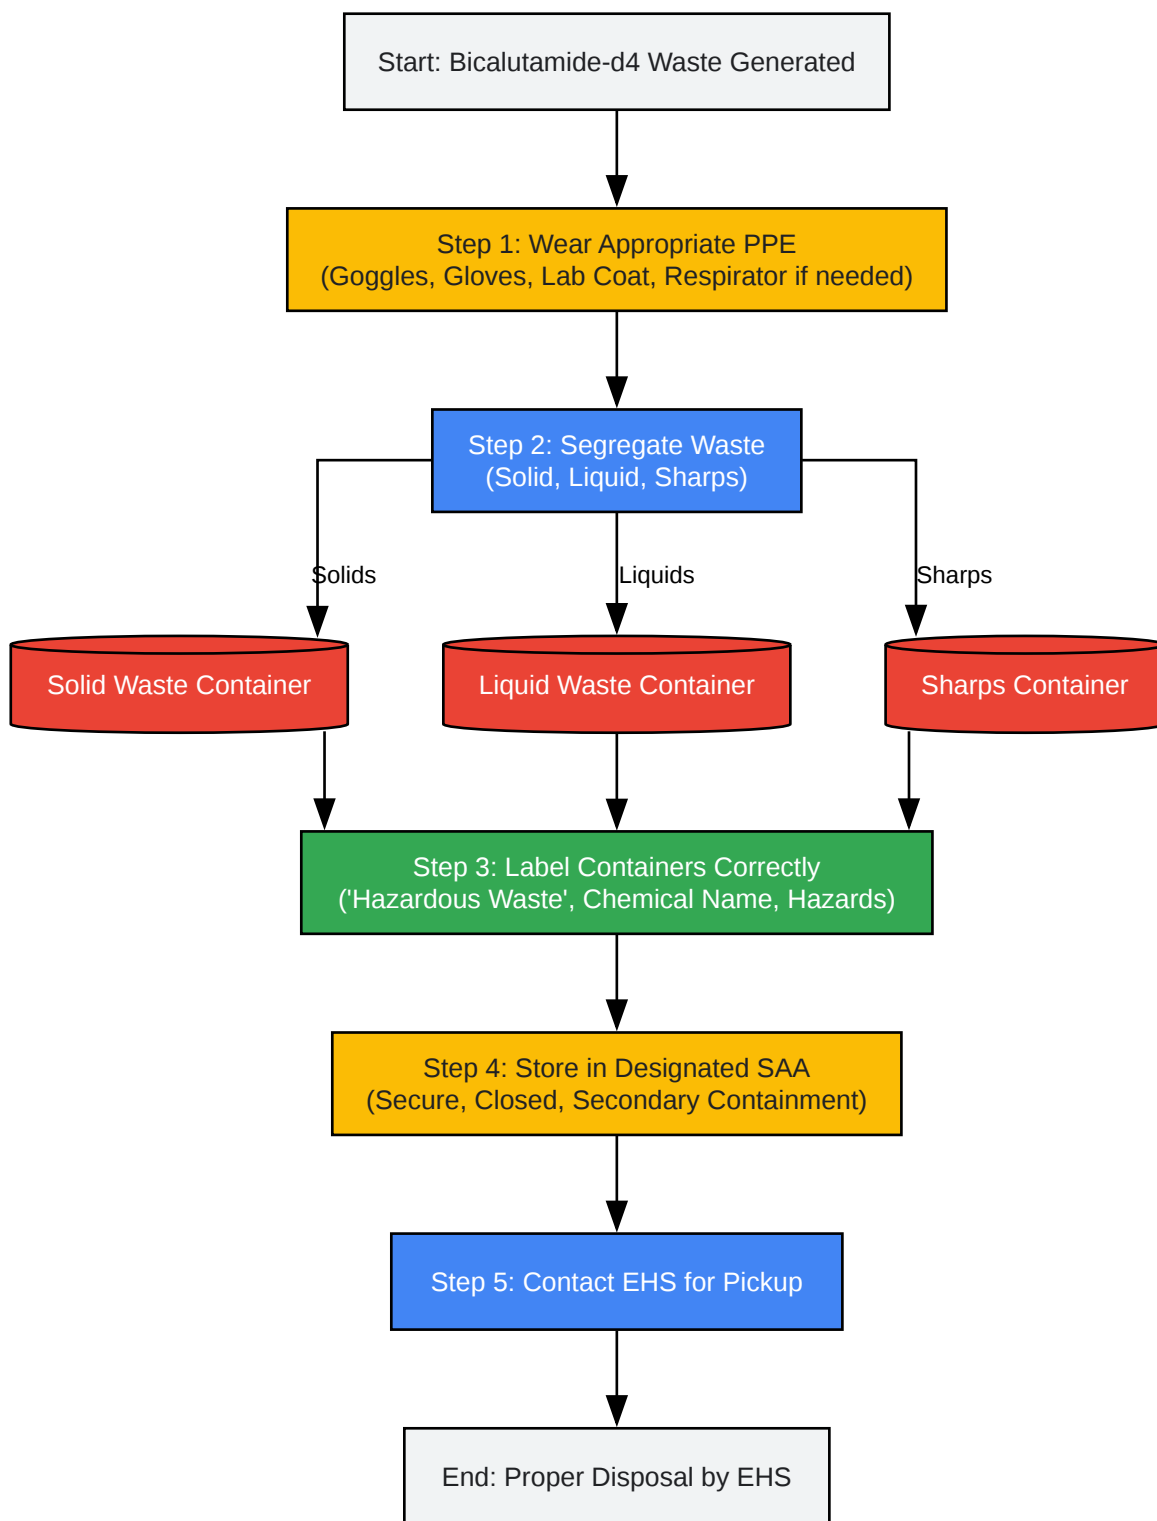 Start: Bicalutamide-d4 Waste Generated
Step 1: Wear Appropriate PPE
(Goggles, Gloves, Lab Coat, Respirator if needed)
Step 2: Segregate Waste
(Solid, Liquid, Sharps)
Solids
Liquids
Sharps
Solid Waste Container
Liquid Waste Container
Sharps Container
Step 3: Label Containers Correctly
('Hazardous Waste', Chemical Name, Hazards)
Step 4: Store in Designated SAA
(Secure, Closed, Secondary Containment)
Step 5: Contact EHS for Pickup
End: Proper Disposal by EHS